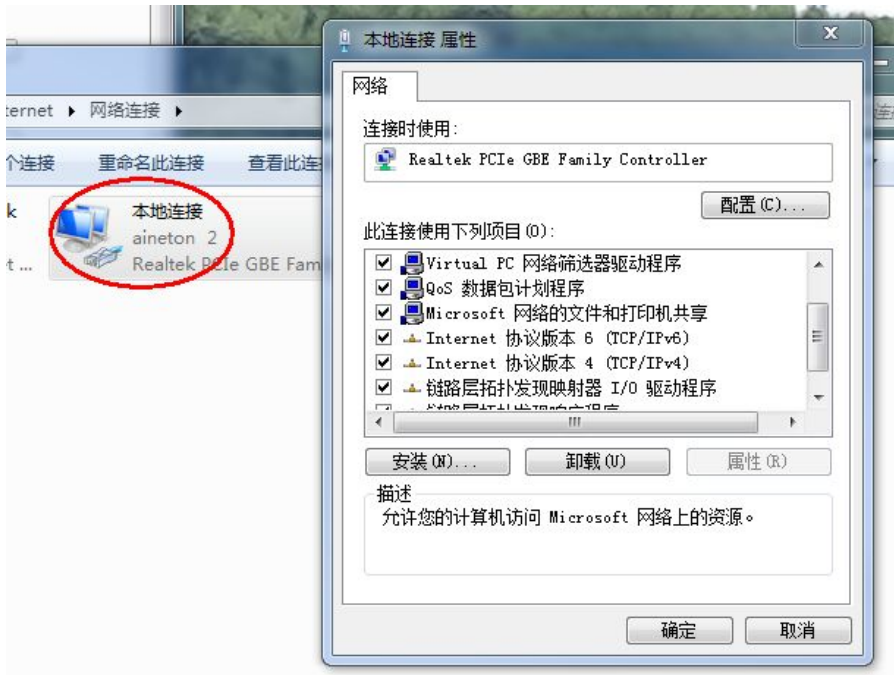 本地连接 属性
X
网络
ternet ▸ 网络连接 ▸
连接时使用:
Realtek PCIe GBE Family Controller
个连接 重命名此连接 查看此连
配置(C)...
k
本地连接
aineton 2
t ... Realtek PCIe GBE Fam
此连接使用下列项目(O):
Virtual PC 网络筛选器驱动程序
QoS 数据包计划程序
Microsoft 网络的文件和打印机共享
Internet 协议版本 6 (TCP/IPv6)
Internet 协议版本 4 (TCP/IPv4)
链路层拓扑发现映射器 I/O 驱动程序
安装(N)... 卸载(U) 属性(R)
描述
允许您的计算机访问 Microsoft 网络上的资源。
确定 取消